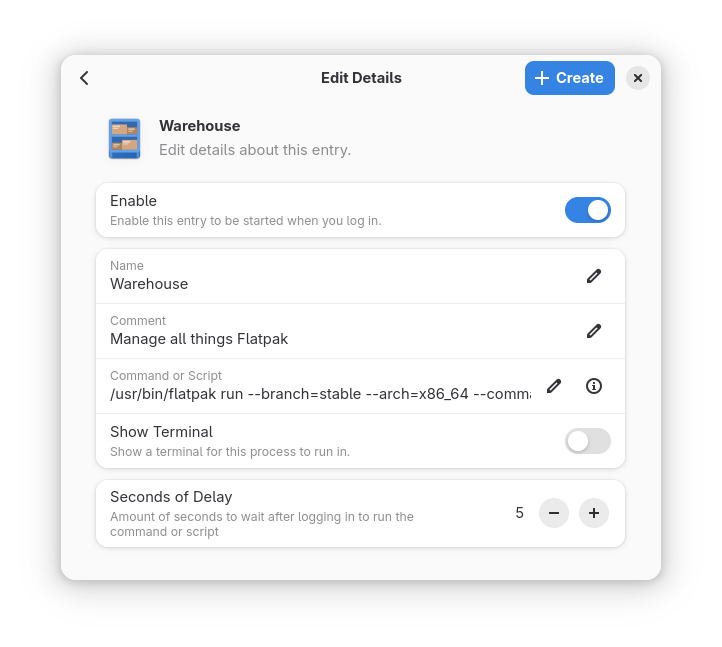 Edit Details
Create
Warehouse
Edit details about this entry.
Enable
Enable this entry to be started when you log in.
Name
Warehouse
Comment
Manage all things Flatpak
Command or Script
/usr/bin/flatpak run --branch=stable --arch=x86_64 --comma
Show Terminal
Show a terminal for this process to run in.
Seconds of Delay
Amount of seconds to wait after logging in to run the
command or script
5